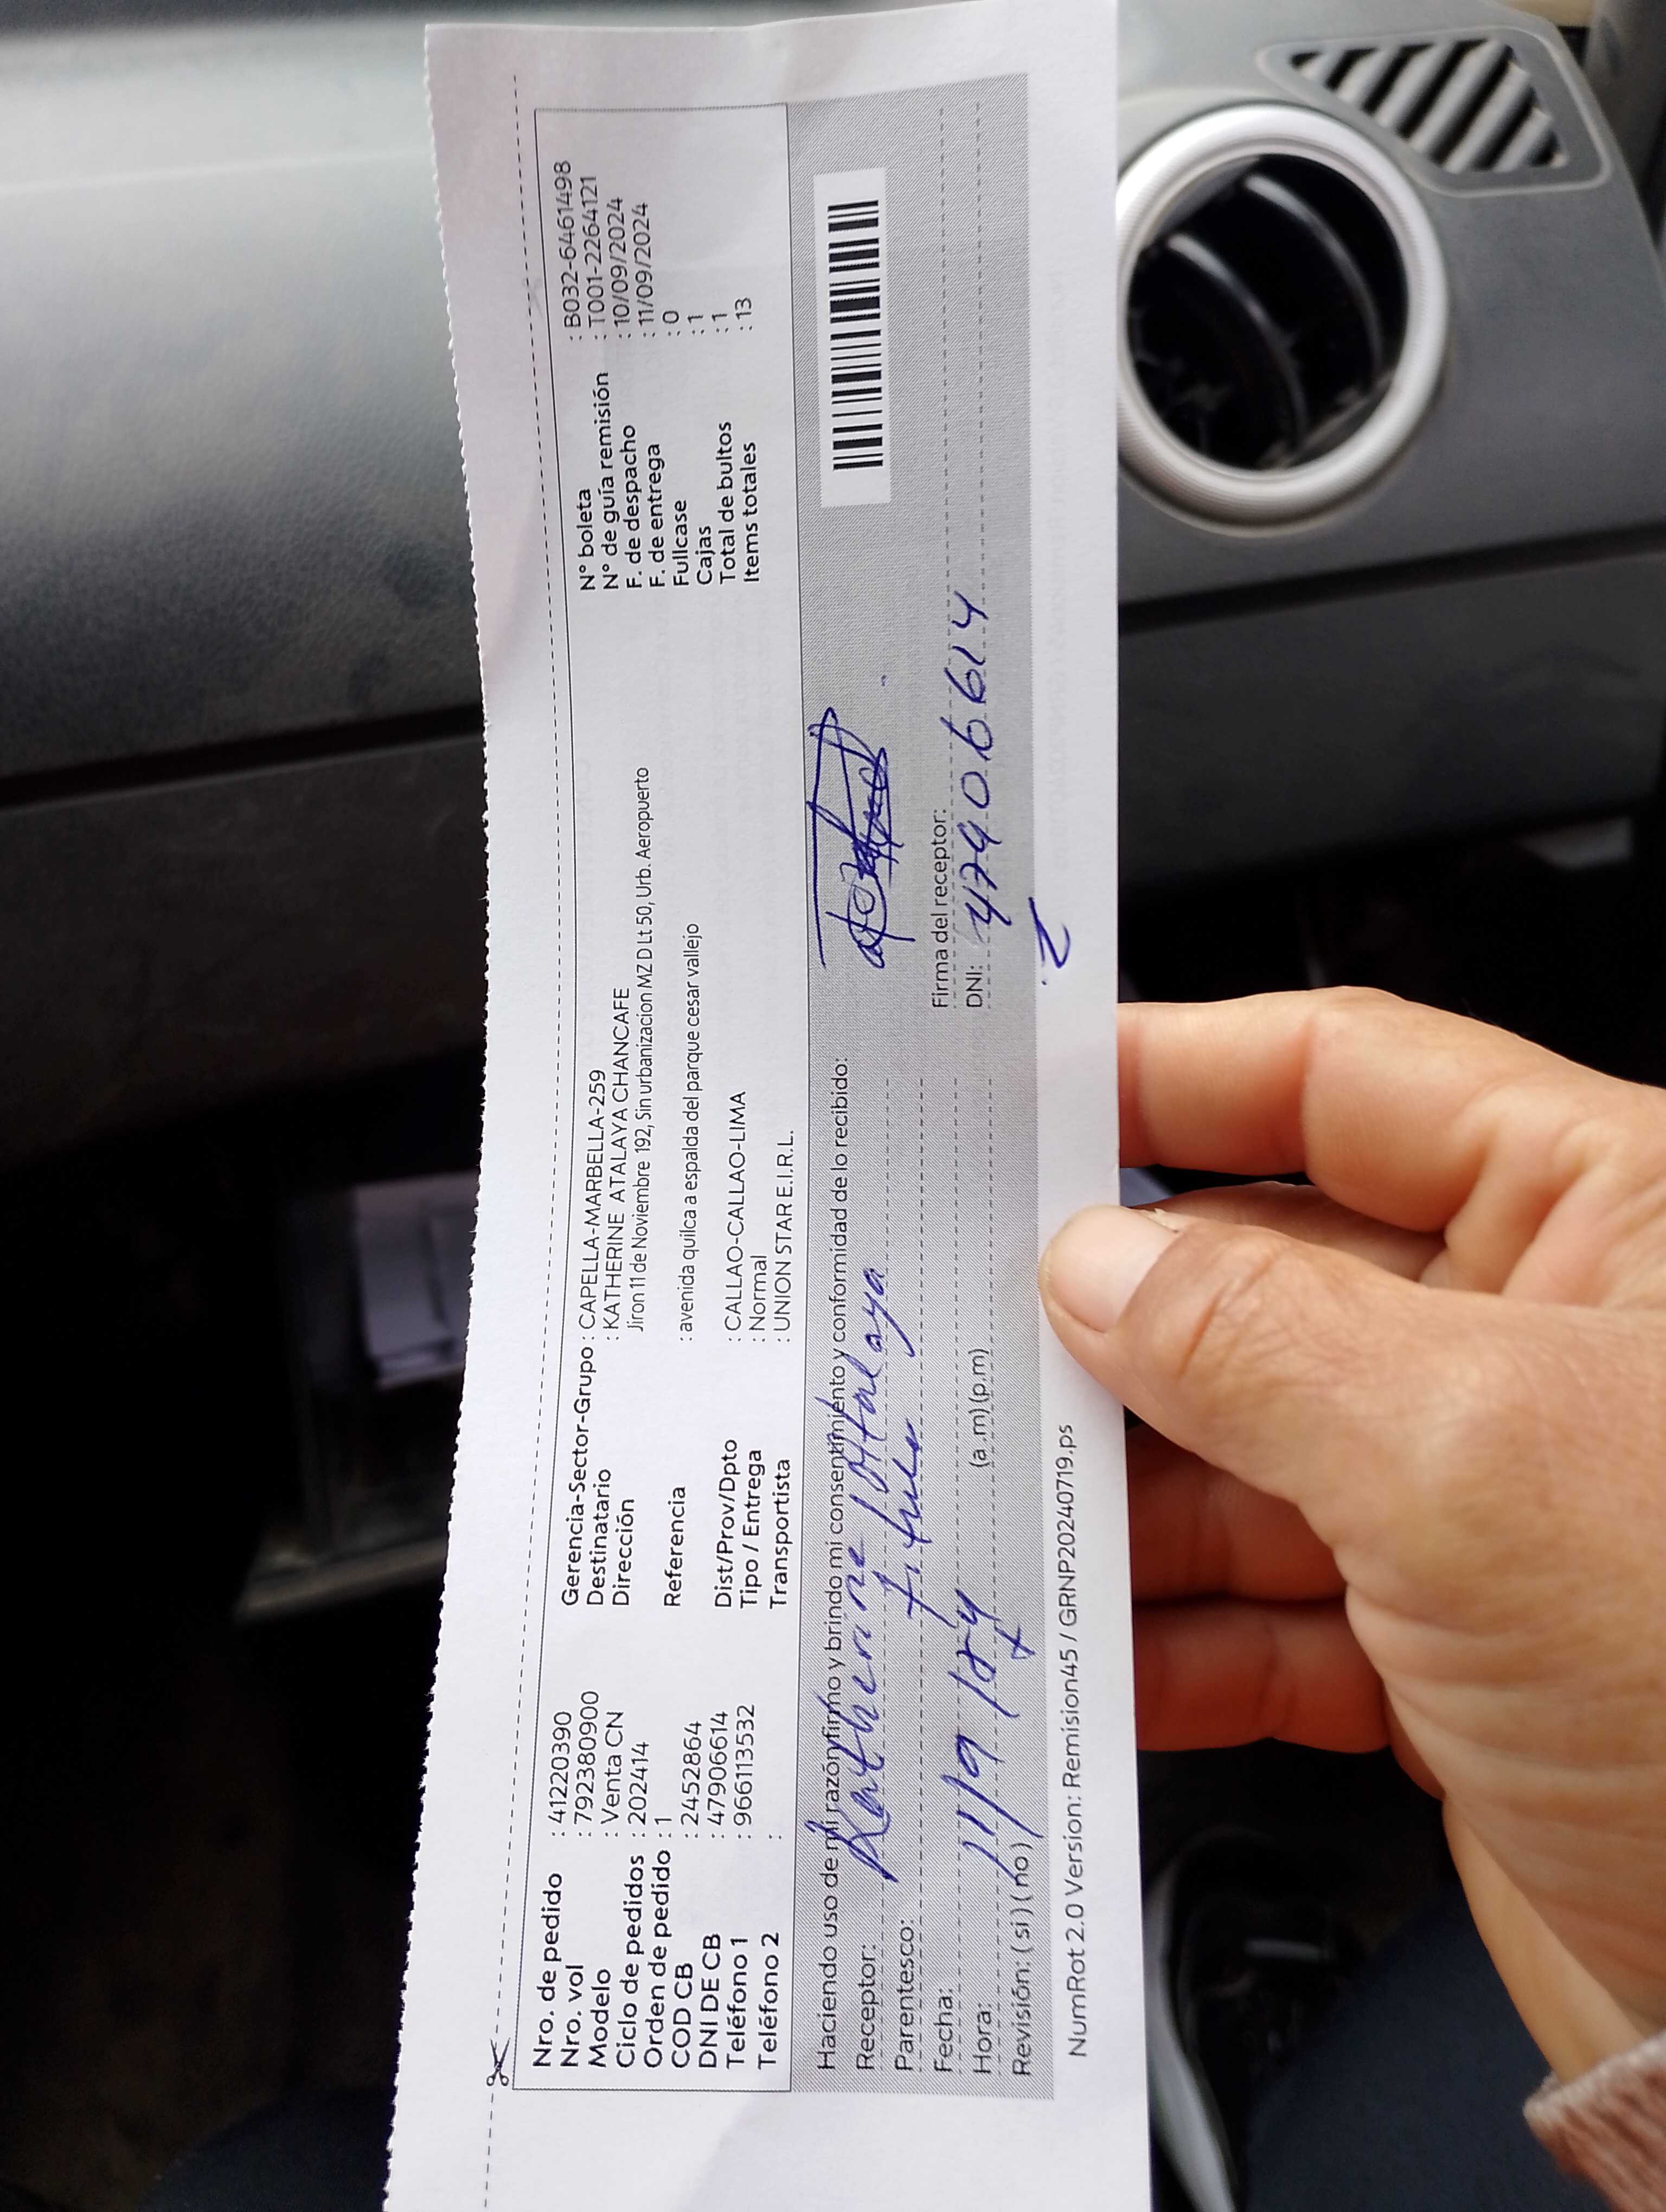 Nro. de pedido : 41220390
Nro. vol : 792380900
Modelo : Venta CN
Ciclo de pedidos : 202414
Orden de pedido : 1
COD CB : 2452864
DNI DE CB : 47906614
Teléfono 1 : 966113532
Teléfono 2 :
Gerencia-Sector-Grupo : CAPELLA-MARBELLA-259
Destinatario : KATHERINE ATALAYA CHANCAFE
Dirección Jiron 11 de Noviembre 192, Sin urbanizacion MZ D Lt 50, Urb. Aeropuerto
Referencia : avenida quilca a espalda del parque cesar vallejo
Dist/Prov/Dpto : CALLAO-CALLAO-LIMA
Tipo / Entrega : Normal
Transportista : UNION STAR E.I.R.L.
N° boleta : B032-6461498
N° de guía remisión : T001-2264121
F. de despacho : 10/09/2024
F. de entrega : 11/09/2024
Fullcase : 0
Cajas : 1
Total de bultos : 1
Items totales : 13
Haciendo uso de mi razón firmo y brindo mi consentimiento y conformidad de lo recibido:
Receptor: Katherine Atalaya
Parentesco:
Fecha: 11/9/24
Hora: (a.m) (p.m)
Revisión: ( si ) ( no )
Firma del receptor:
DNI: 47906614
NumRot 2.0 Version: Remision45 / GRNP20240719.ps